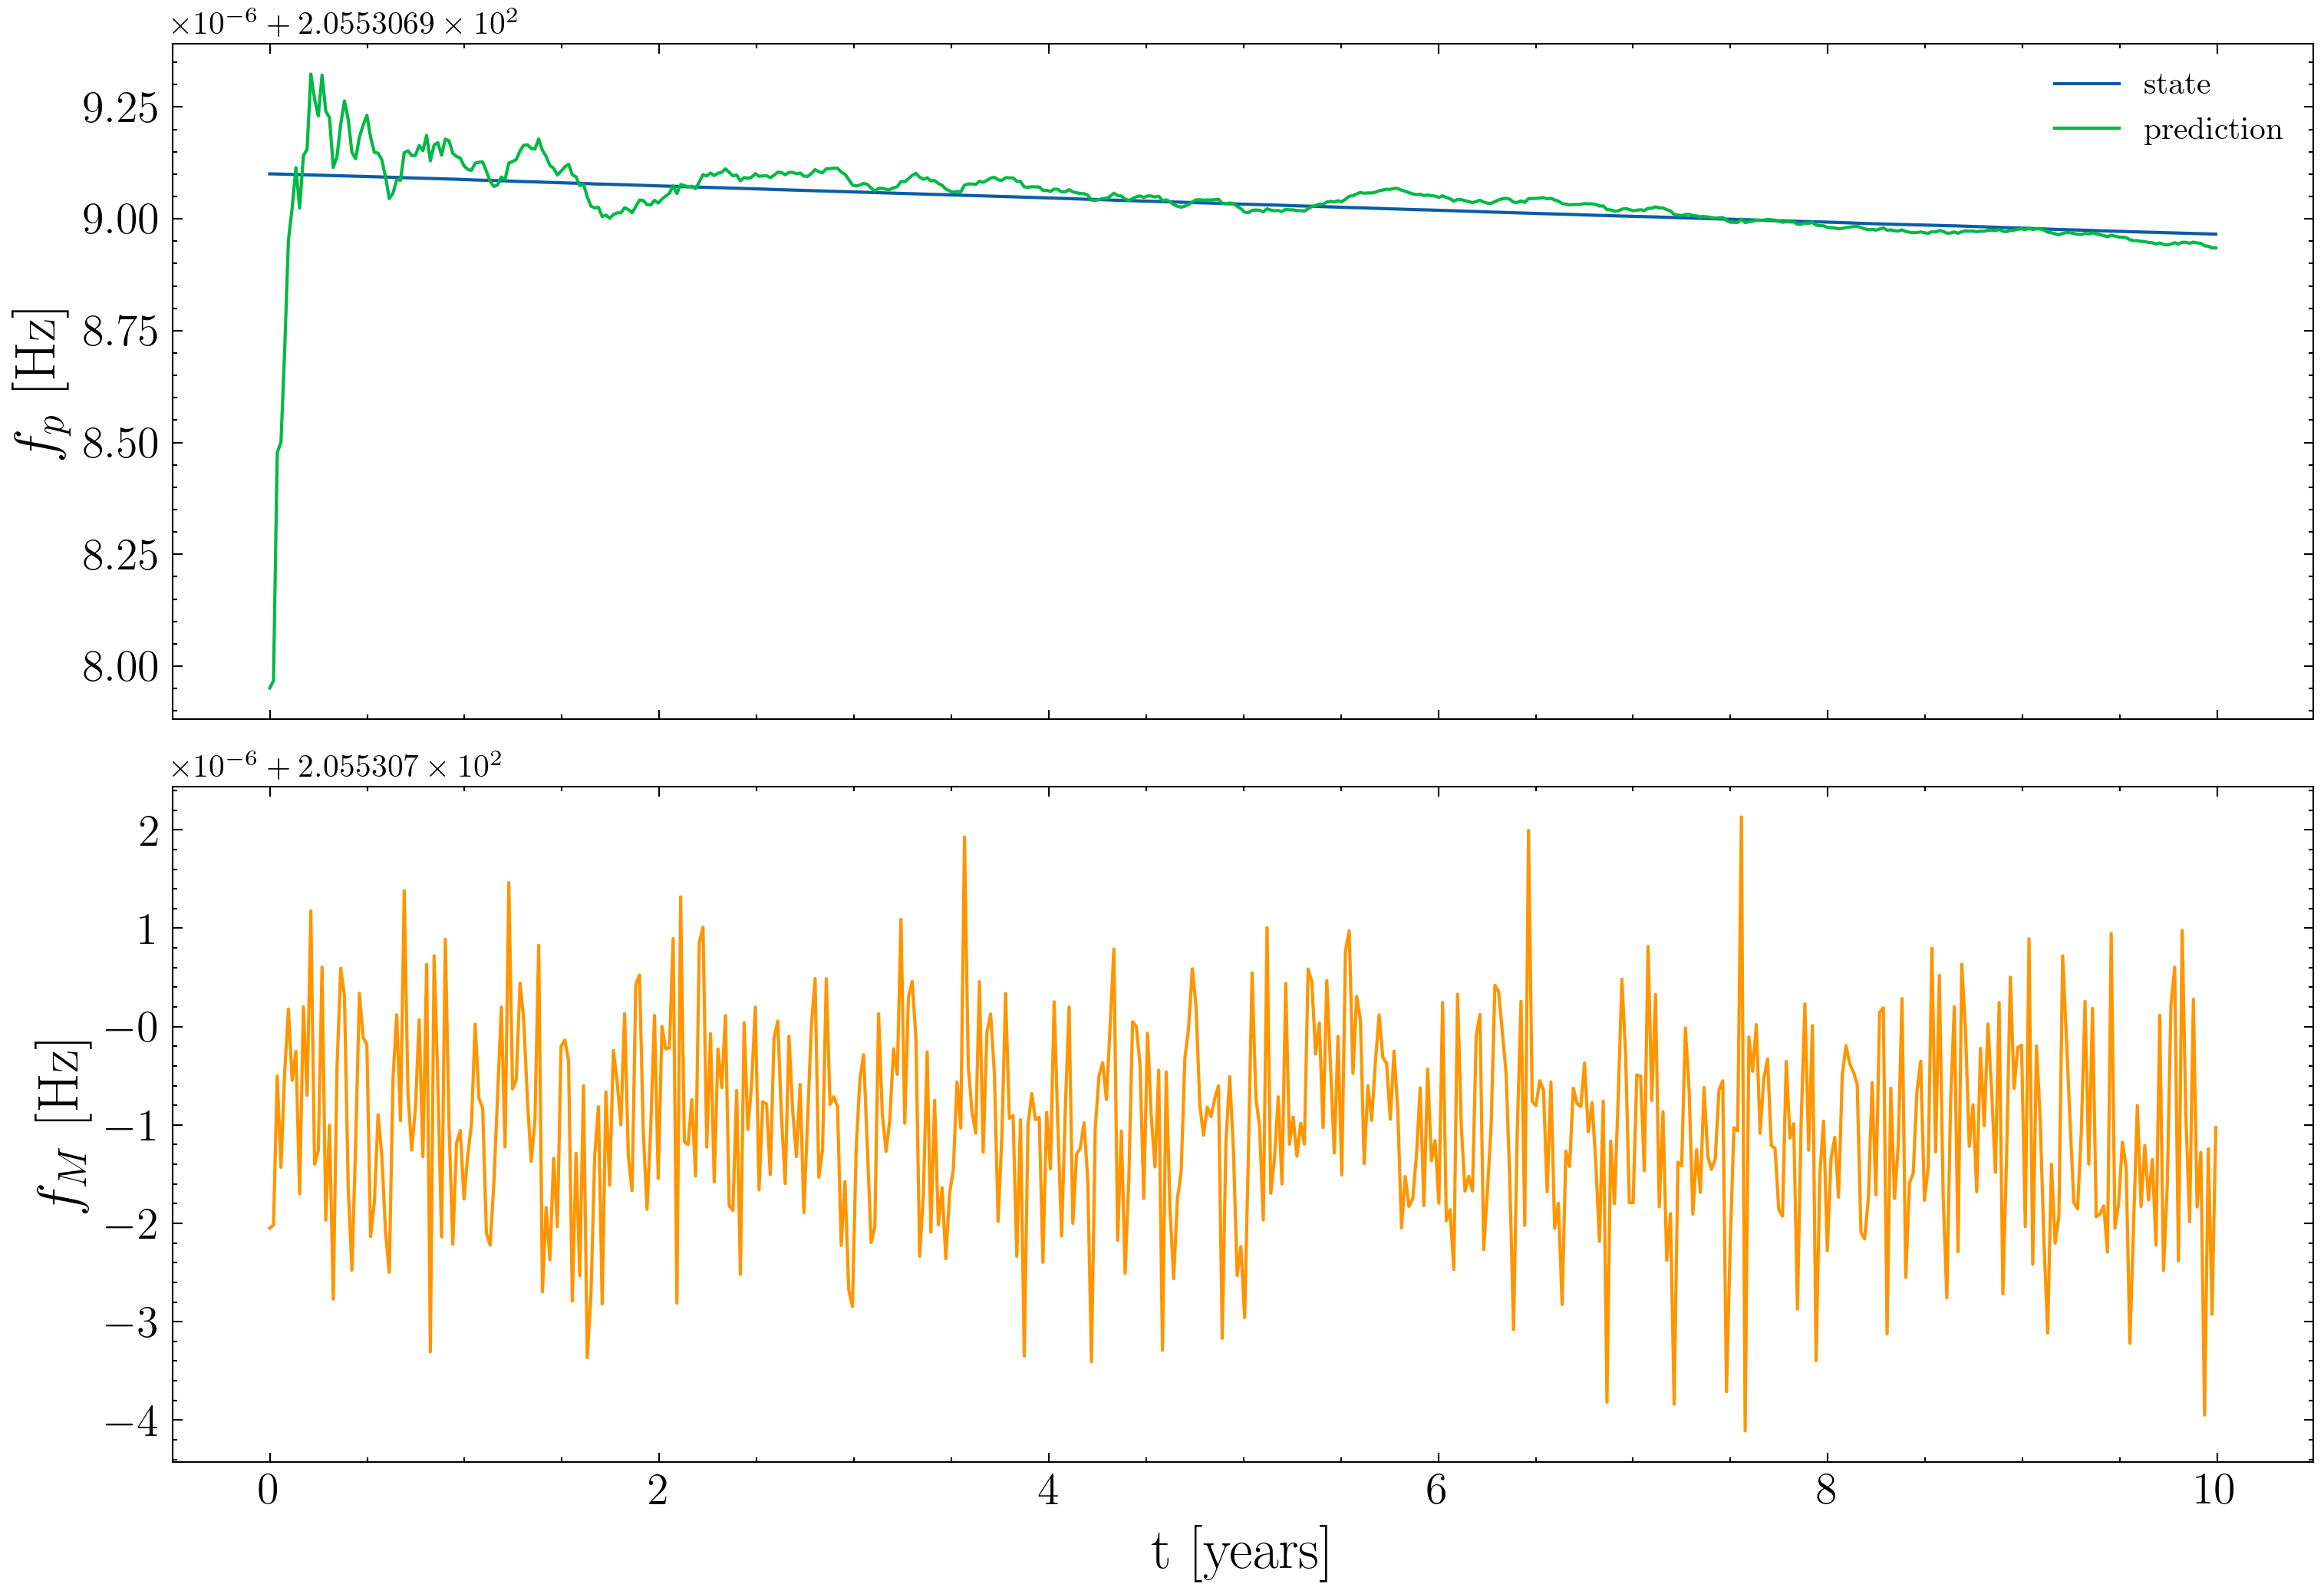 ×10⁻⁶ + 2.0553069 × 10²
state
prediction
9.25
9.00
8.75
8.50
8.25
8.00
f_p [Hz]
×10⁻⁶ + 2.055307 × 10²
2
1
−0
−1
−2
−3
−4
f_M [Hz]
0 2 4 6 8 10
t [years]